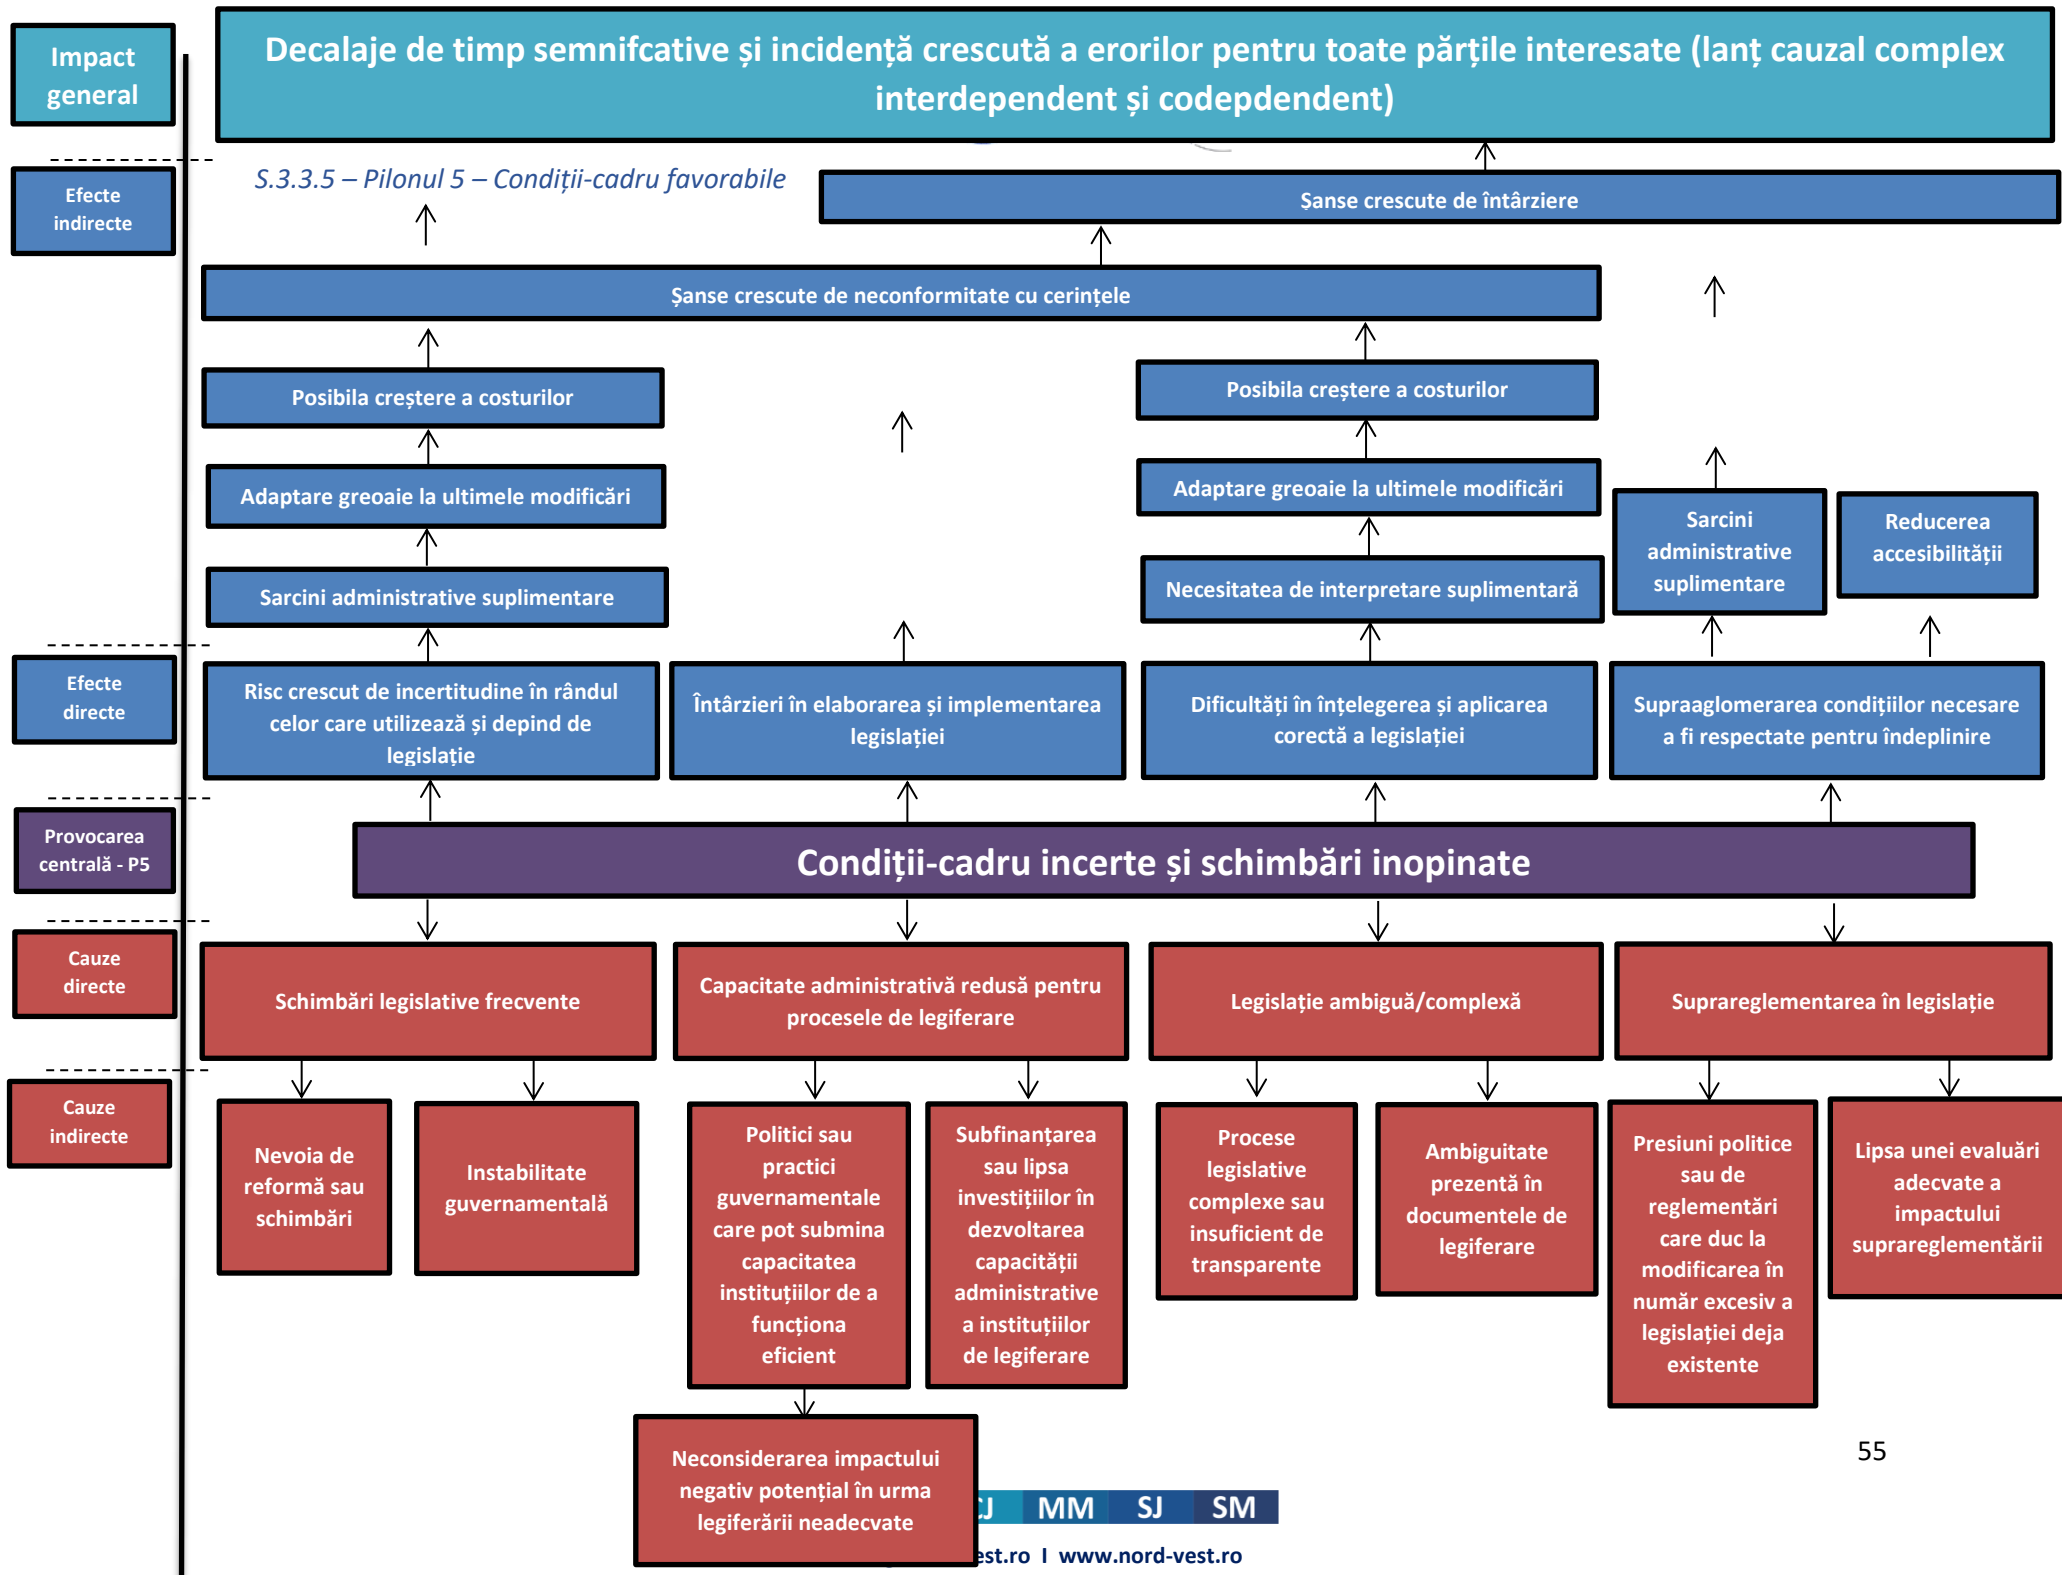 Impact
general
Decalaje de timp semnifcative și incidență crescută a erorilor pentru toate părțile interesate (lanț cauzal complex
interdependent și codepdendent)
S.3.3.5 – Pilonul 5 – Condiții-cadru favorabile
Efecte
indirecte
Șanse crescute de întârziere
Șanse crescute de neconformitate cu cerințele
Posibila creștere a costurilor
Posibila creștere a costurilor
Adaptare greoaie la ultimele modificări
Adaptare greoaie la ultimele modificări
Sarcini
administrative
suplimentare
Reducerea
accesibilității
Sarcini administrative suplimentare
Necesitatea de interpretare suplimentară
Efecte
directe
Risc crescut de incertitudine în rândul
celor care utilizează și depind de
legislație
Întârzieri în elaborarea și implementarea
legislației
Dificultăți în înțelegerea și aplicarea
corectă a legislației
Supraaglomerarea condițiilor necesare
a fi respectate pentru îndeplinire
Provocarea
centrală - P5
Condiții-cadru incerte și schimbări inopinate
Cauze
directe
Schimbări legislative frecvente
Capacitate administrativă redusă pentru
procesele de legiferare
Legislație ambiguă/complexă
Suprareglementarea în legislație
Cauze
indirecte
Nevoia de
reformă sau
schimbări
Instabilitate
guvernamentală
Politici sau
practici
guvernamentale
care pot submina
capacitatea
instituțiilor de a
funcționa
eficient
Subfinanțarea
sau lipsa
investițiilor în
dezvoltarea
capacității
administrative
a instituțiilor
de legiferare
Procese
legislative
complexe sau
insuficient de
transparente
Ambiguitate
prezentă în
documentele de
legiferare
Presiuni politice
sau de
reglementări
care duc la
modificarea în
număr excesiv a
legislației deja
existente
Lipsa unei evaluări
adecvate a
impactului
suprareglementării
Neconsiderarea impactului
negativ potențial în urma
legiferării neadecvate
55
CJ MM SJ SM
est.ro I www.nord-vest.ro